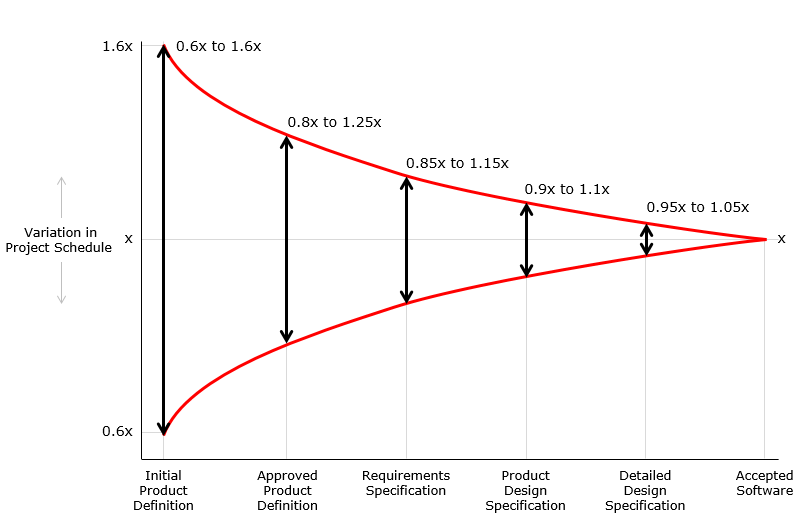 1.6x
0.6x to 1.6x
0.8x to 1.25x
0.85x to 1.15x
0.9x to 1.1x
0.95x to 1.05x
Variation in
Project Schedule
x
x
0.6x
Initial
Product
Definition
Approved
Product
Definition
Requirements
Specification
Product
Design
Specification
Detailed
Design
Specification
Accepted
Software